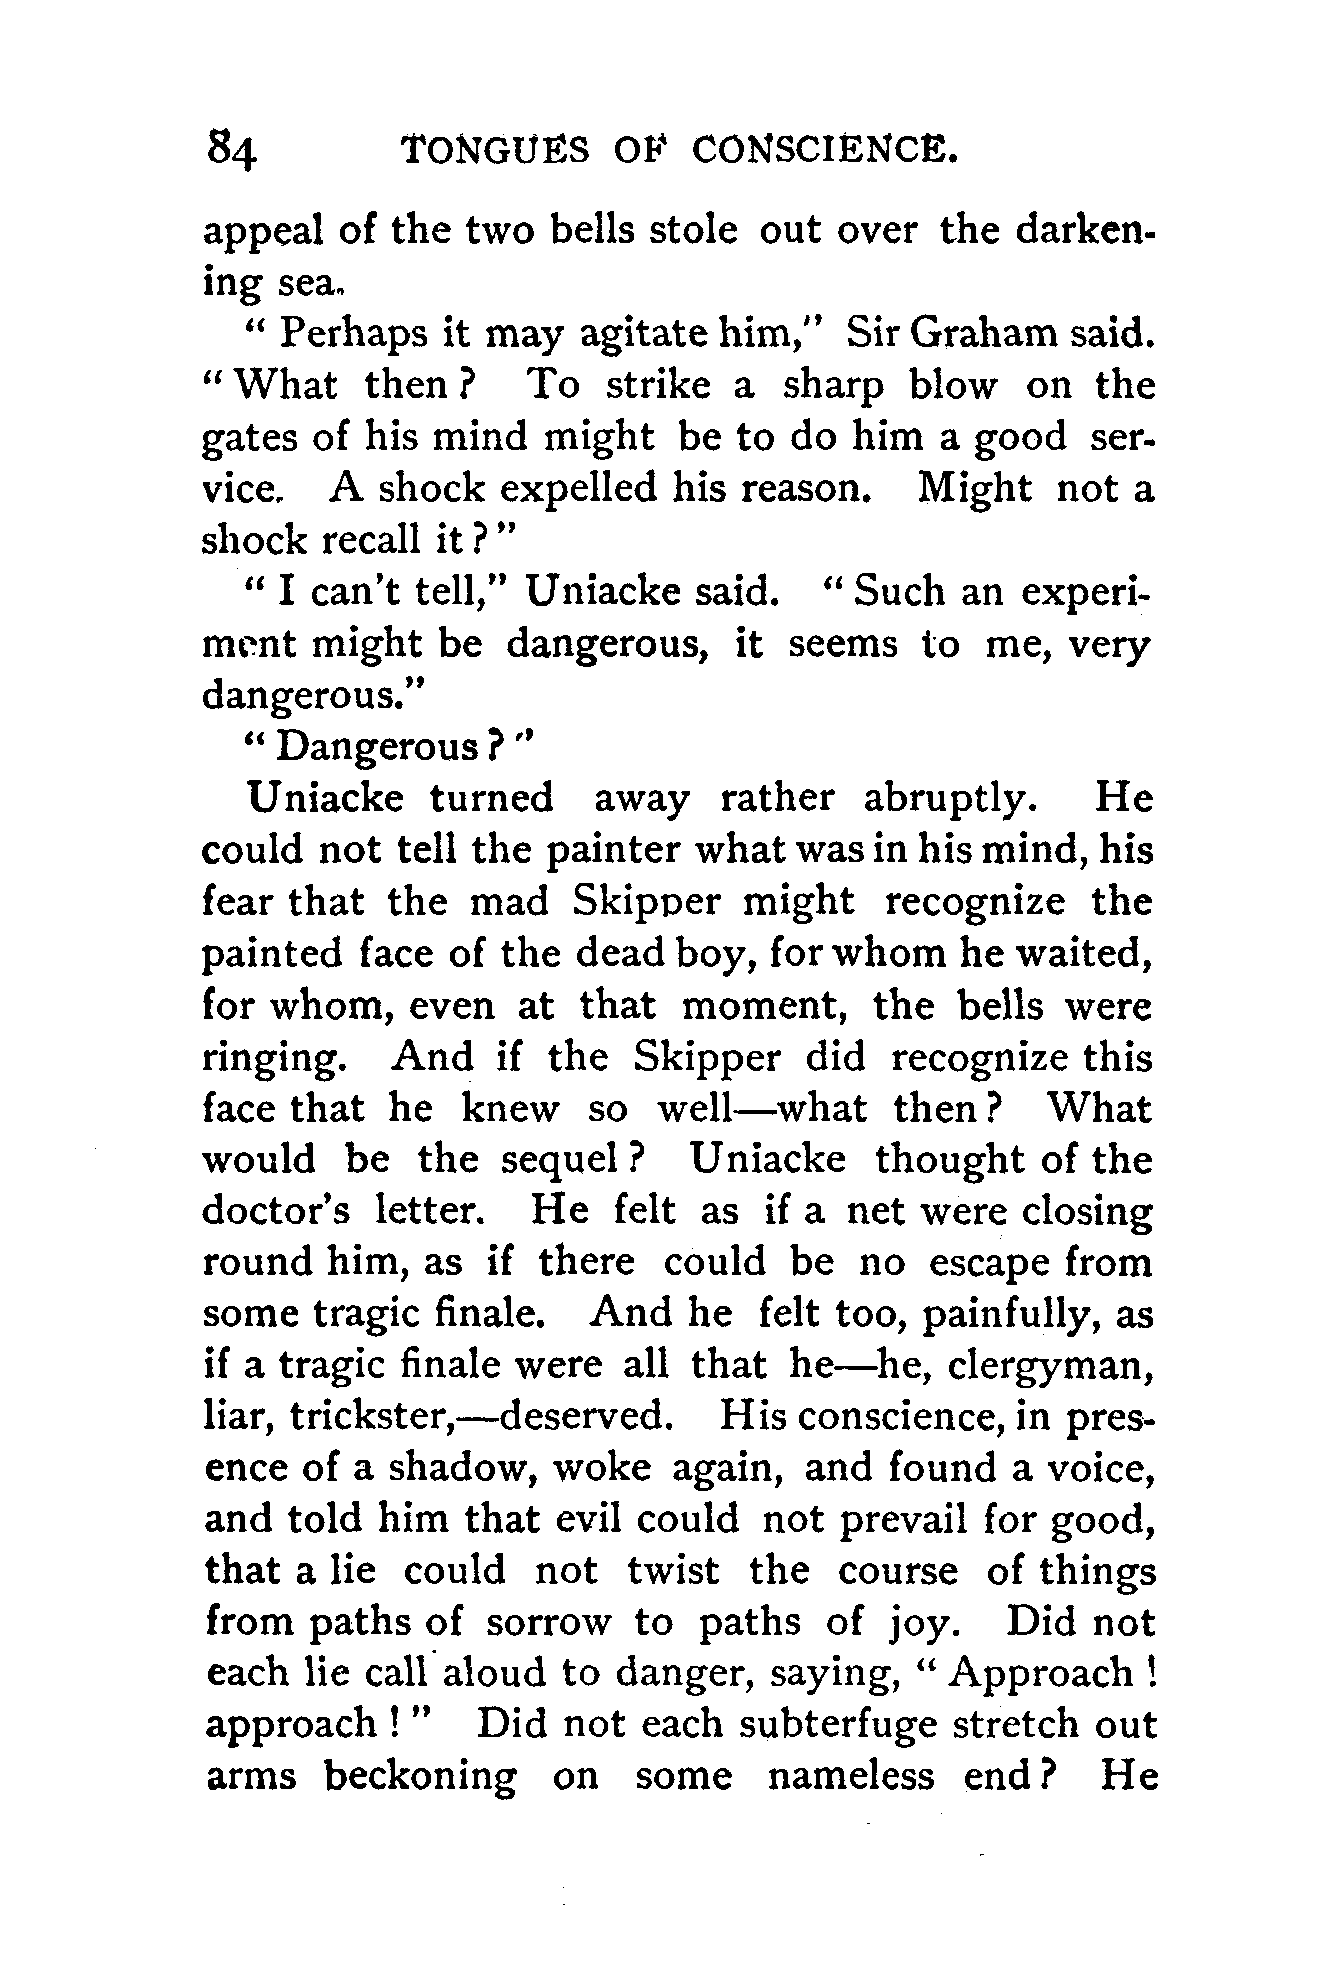 84 TONGUES OF CONSCIENCE.
appeal of the two bells stole out over the darken-
ing sea.
" Perhaps it may agitate him," Sir Graham said.
" What then ? To strike a sharp blow on the
gates of his mind might be to do him a good ser-
vice. A shock expelled his reason. Might not a
shock recall it ? "
" I can't tell," Uniacke said. " Such an experi-
ment might be dangerous, it seems to me, very
dangerous."
" Dangerous ? "
Uniacke turned away rather abruptly. He
could not tell the painter what was in his mind, his
fear that the mad Skipper might recognize the
painted face of the dead boy, for whom he waited,
for whom, even at that moment, the bells were
ringing. And if the Skipper did recognize this
face that he knew so well—what then ? What
would be the sequel ? Uniacke thought of the
doctor's letter. He felt as if a net were closing
round him, as if there could be no escape from
some tragic finale. And he felt too, painfully, as
if a tragic finale were all that he—he, clergyman,
liar, trickster,—deserved. His conscience, in pres-
ence of a shadow, woke again, and found a voice,
and told him that evil could not prevail for good,
that a lie could not twist the course of things
from paths of sorrow to paths of joy. Did not
each lie call aloud to danger, saying, " Approach !
approach ! " Did not each subterfuge stretch out
arms beckoning on some nameless end ? He